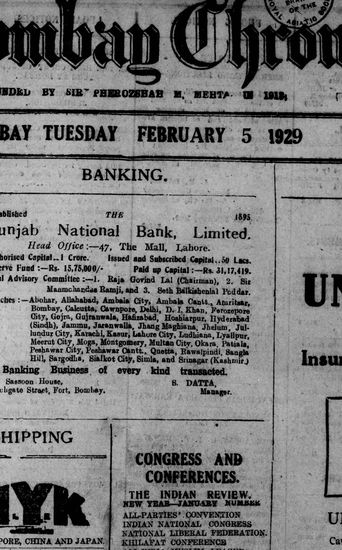 ombay Chron
NDED BY SIR PHEROZSHAH M. MEHTA IN 1913
BAY TUESDAY FEBRUARY 5 1929
BANKING.
ablished THE 1895
unjab National Bank, Limited.
Head Office :—47, The Mall, Lahore.
horised Capital..1 Crore. Issued and Subscribed Capital..50 Lacs.
erve Fund :—Rs. 15,75,000/- Paid up Capital :—Rs. 31,17,419.
al Advisory Committee :—1. Raja Govind Lal (Chairman), 2. Sir
Manmohandas Ramji, and 3. Seth Balkishenlal Poddar.
ches :—Abohar, Allahabad, Ambala City, Ambala Cantt., Amritsar,
Bombay, Calcutta, Cawnpore, Delhi, D. I. Khan, Ferozepore
City, Gojra, Gujranwala, Hafizabad, Hoshiarpur, Hyderabad
(Sindh), Jammu, Jaranwalla, Jhang Maghiana, Jhelum, Jul-
lundur City, Karachi, Kasur, Lahore City, Ludhiana, Lyallpur,
Meerut City, Moga, Montgomery, Multan City, Okara, Patiala,
Peshawar City, Peshawar Cantt., Quetta, Rawalpindi, Sangla
Hill, Sargodha, Sialkot City, Simla, and Srinagar (Kashmir.)
Banking Business of every kind transacted.
Sassoon House, S. DATTA,
chgate Street, Fort, Bombay. Manager.
UN
Insur
HIPPING
N. Y. K.
PORE, CHINA AND JAPAN.
CONGRESS AND
CONFERENCES.
THE INDIAN REVIEW.
NEW YEAR—JANUARY NUMBER
ALL-PARTIES' CONVENTION
INDIAN NATIONAL CONGRESS
NATIONAL LIBERAL FEDERATION.
KHILAFAT CONFERENCE
U
Caw